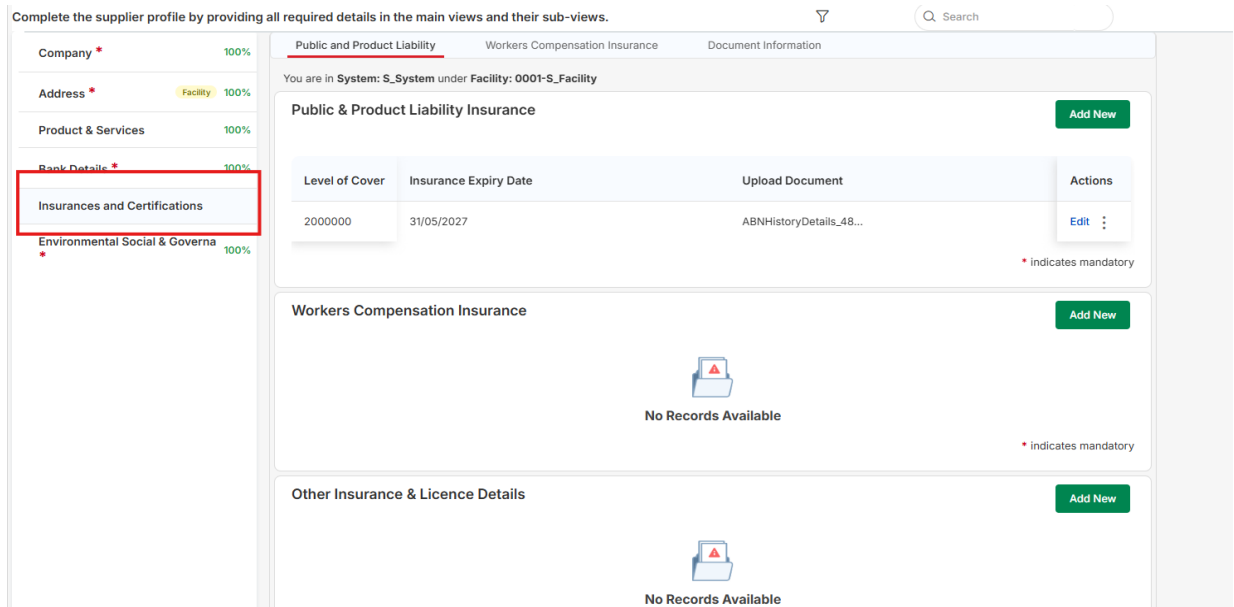 Complete the supplier profile by providing all required details in the main views and their sub-views.
Search
Company * 100%
Address * Facility 100%
Product & Services 100%
Bank Details * 100%
Insurances and Certifications
Environmental Social & Governa
* 100%
Public and Product Liability Workers Compensation Insurance Document Information
You are in System: S_System under Facility: 0001-S_Facility
Public & Product Liability Insurance Add New
Level of Cover Insurance Expiry Date Upload Document Actions
2000000 31/05/2027 ABNHistoryDetails_48... Edit
* indicates mandatory
Workers Compensation Insurance Add New
No Records Available
* indicates mandatory
Other Insurance & Licence Details Add New
No Records Available